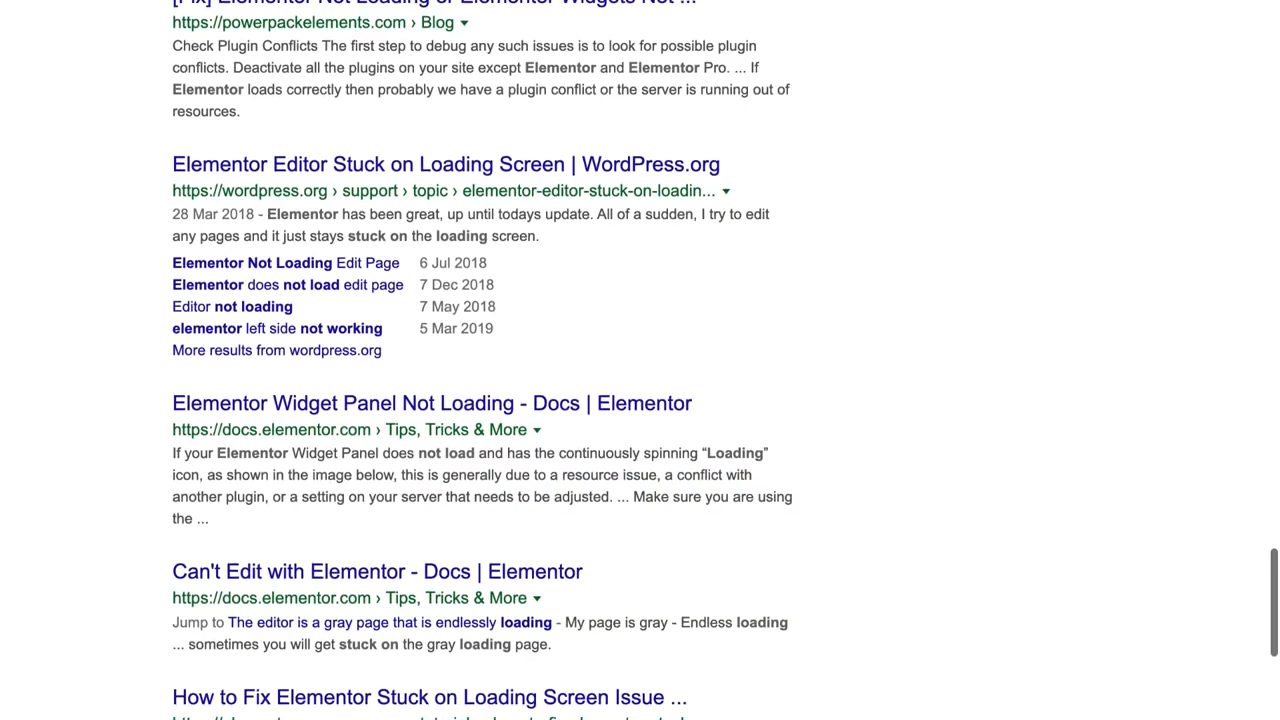 [Fix] Elementor Not Loading or Elementor Widgets Not ...
https://powerpackelements.com › Blog
Check Plugin Conflicts The first step to debug any such issues is to look for possible plugin
conflicts. Deactivate all the plugins on your site except Elementor and Elementor Pro. ... If
Elementor loads correctly then probably we have a plugin conflict or the server is running out of
resources.
Elementor Editor Stuck on Loading Screen | WordPress.org
https://wordpress.org › support › topic › elementor-editor-stuck-on-loadin...
28 Mar 2018 - Elementor has been great, up until todays update. All of a sudden, I try to edit
any pages and it just stays stuck on the loading screen.
Elementor Not Loading Edit Page 6 Jul 2018
Elementor does not load edit page 7 Dec 2018
Editor not loading 7 May 2018
elementor left side not working 5 Mar 2019
More results from wordpress.org
Elementor Widget Panel Not Loading - Docs | Elementor
https://docs.elementor.com › Tips, Tricks & More
If your Elementor Widget Panel does not load and has the continuously spinning “Loading”
icon, as shown in the image below, this is generally due to a resource issue, a conflict with
another plugin, or a setting on your server that needs to be adjusted. ... Make sure you are using
the ...
Can't Edit with Elementor - Docs | Elementor
https://docs.elementor.com › Tips, Tricks & More
Jump to The editor is a gray page that is endlessly loading - My page is gray - Endless loading
... sometimes you will get stuck on the gray loading page.
How to Fix Elementor Stuck on Loading Screen Issue ...